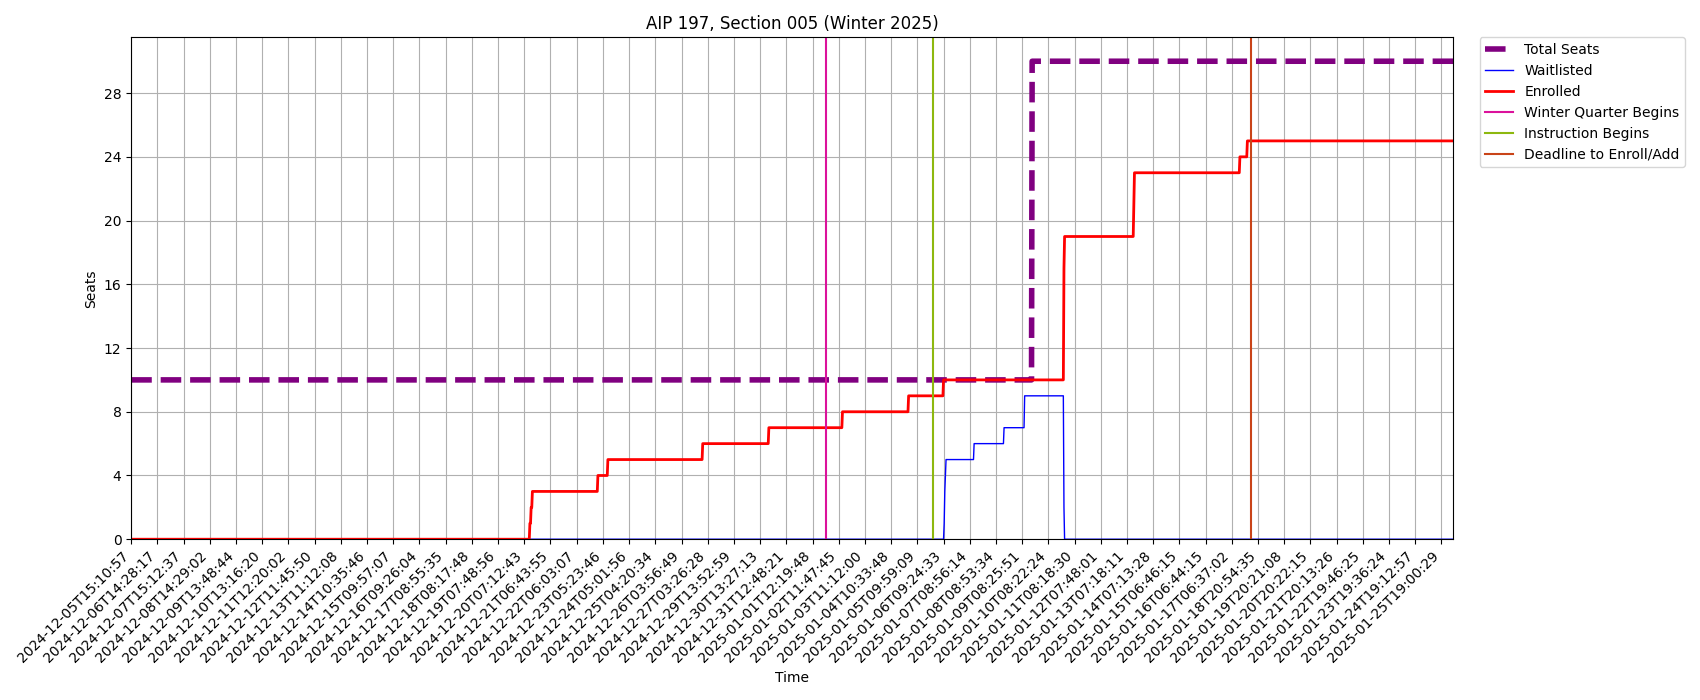 AIP 197, Section 005 (Winter 2025)
Total Seats
Waitlisted
Enrolled
Winter Quarter Begins
Instruction Begins
Deadline to Enroll/Add
Seats
28
24
20
16
12
8
4
0
2024-12-05T15:10:57
2024-12-06T14:28:17
2024-12-07T15:12:37
2024-12-08T14:29:02
2024-12-09T13:48:44
2024-12-10T13:16:20
2024-12-11T12:20:02
2024-12-12T11:45:50
2024-12-13T11:12:08
2024-12-14T10:35:46
2024-12-15T09:57:07
2024-12-16T09:26:04
2024-12-17T08:55:35
2024-12-18T08:17:48
2024-12-19T07:48:56
2024-12-20T07:12:43
2024-12-21T06:43:55
2024-12-22T06:03:07
2024-12-23T05:23:46
2024-12-24T05:01:56
2024-12-25T04:20:34
2024-12-26T03:56:49
2024-12-27T03:26:28
2024-12-29T13:52:59
2024-12-30T13:27:13
2024-12-31T12:48:21
2025-01-01T12:19:48
2025-01-02T11:47:45
2025-01-03T11:12:00
2025-01-04T10:33:48
2025-01-05T09:59:09
2025-01-06T09:24:33
2025-01-07T08:56:14
2025-01-08T08:53:34
2025-01-09T08:25:51
2025-01-10T08:22:24
2025-01-11T08:18:30
2025-01-12T07:48:01
2025-01-13T07:18:11
2025-01-14T07:13:28
2025-01-15T06:46:15
2025-01-16T06:44:15
2025-01-17T06:37:02
2025-01-18T20:54:35
2025-01-19T20:21:08
2025-01-20T20:22:15
2025-01-21T20:13:26
2025-01-22T19:46:25
2025-01-23T19:36:24
2025-01-24T19:12:57
2025-01-25T19:00:29
Time